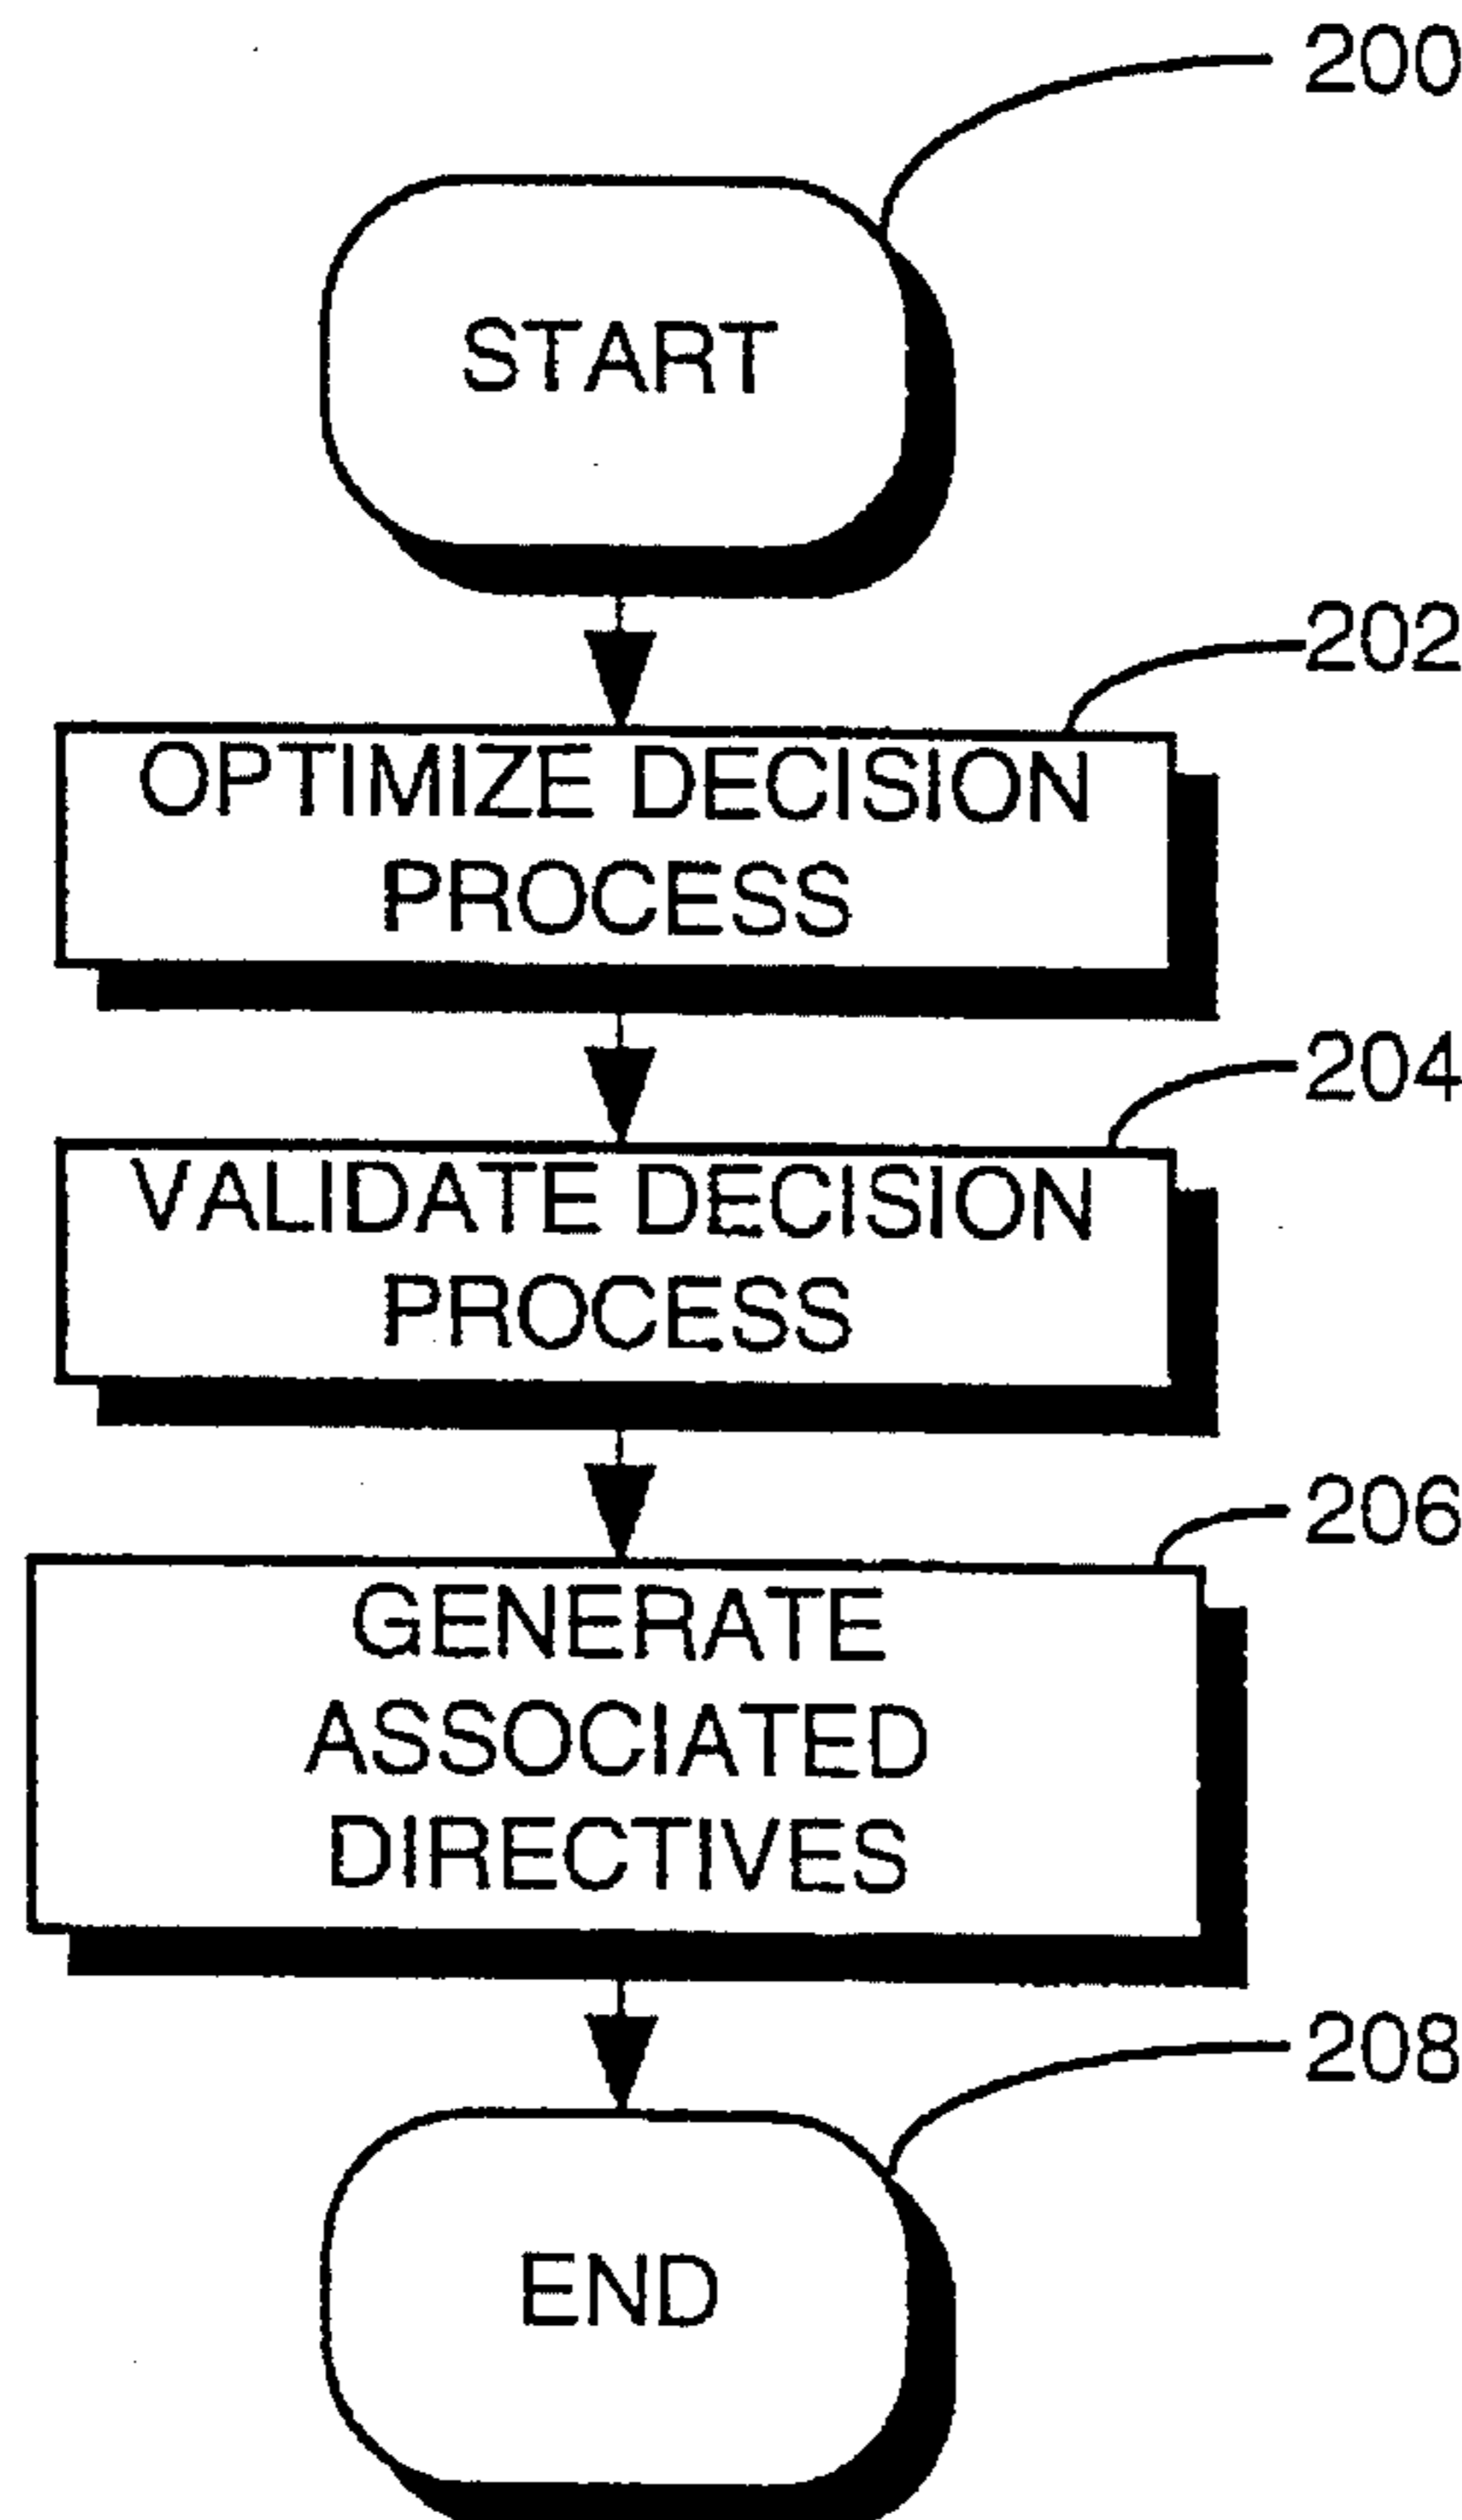 200
START
202
OPTIMIZE DECISION
PROCESS
204
VALIDATE DECISION
PROCESS
206
GENERATE
ASSOCIATED
DIRECTIVES
208
END